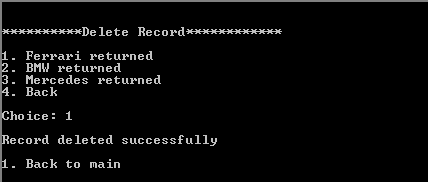 **********Delete Record************
1. Ferrari returned
2. BMW returned
3. Mercedes returned
4. Back
Choice: 1
Record deleted successfully
1. Back to main